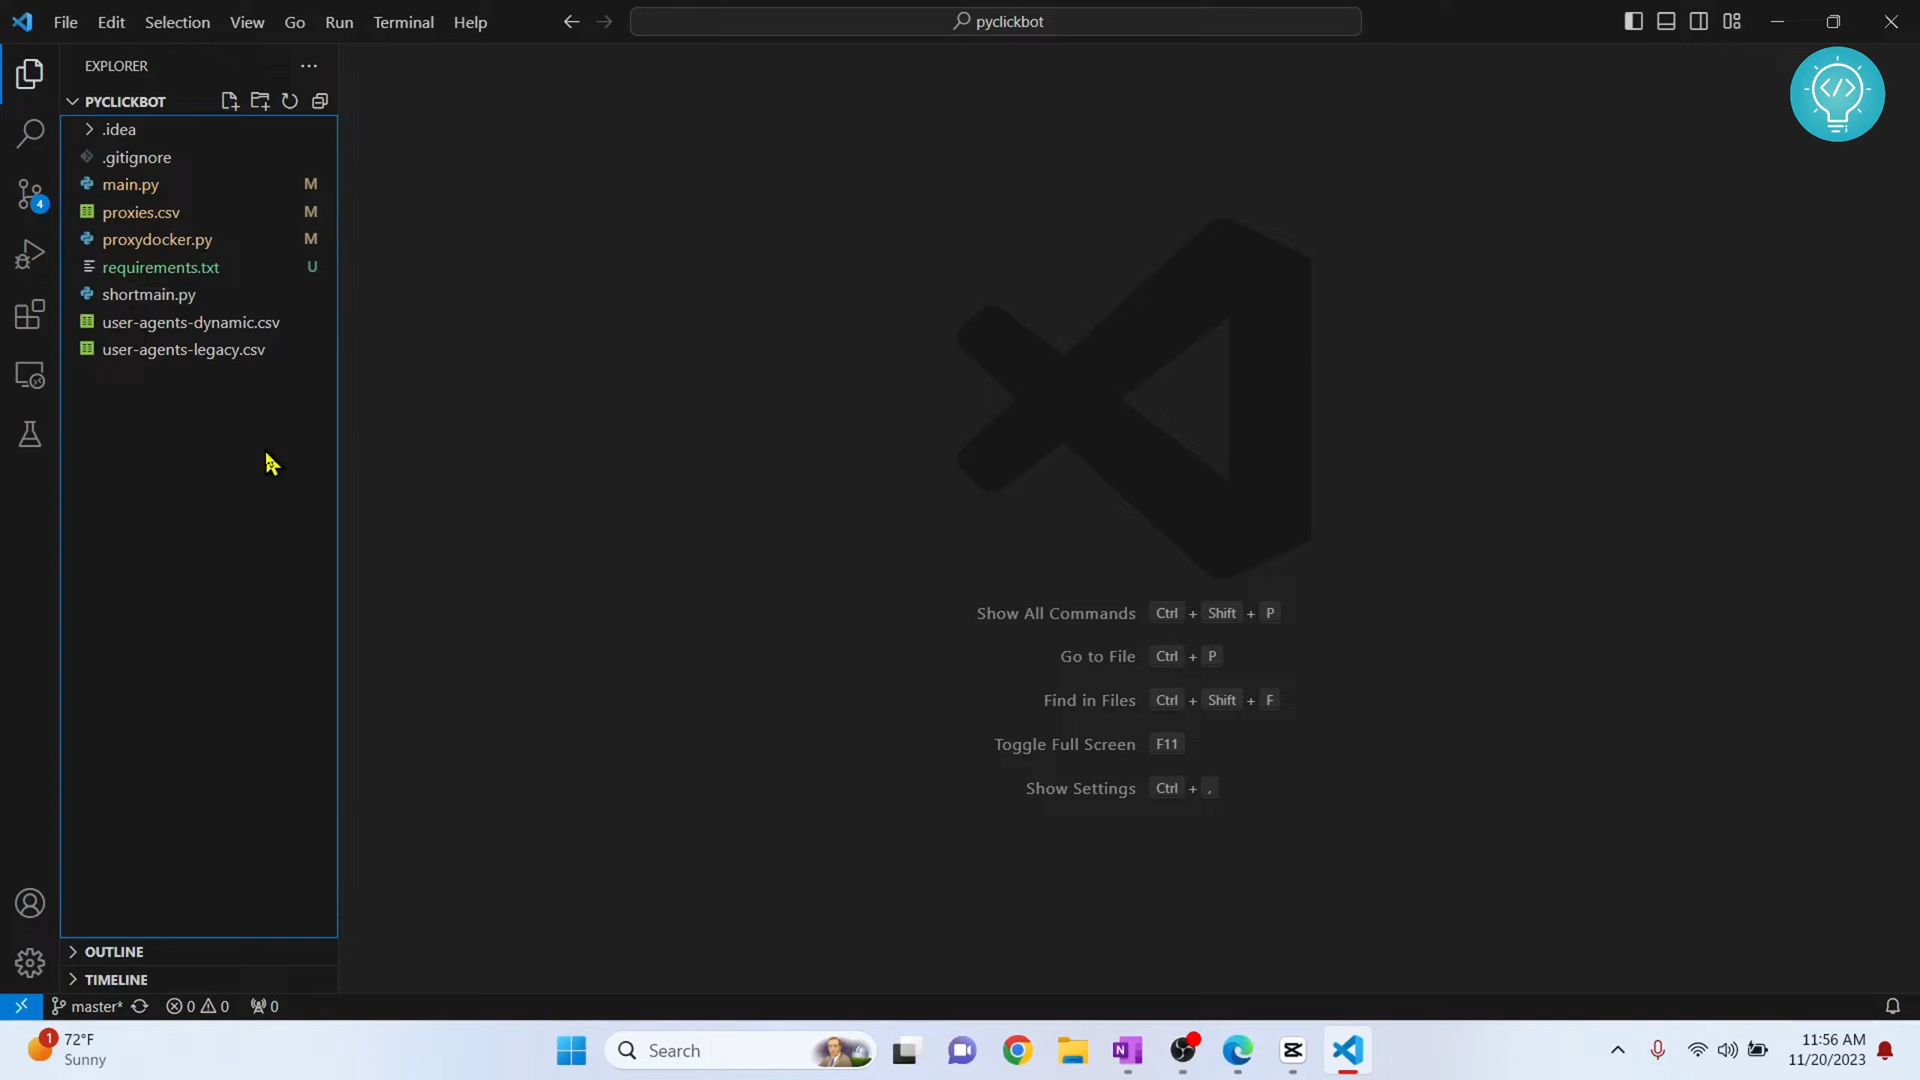 File Edit Selection View Go Run Terminal Help
pyclickbot
EXPLORER
PYCLICKBOT
.idea
.gitignore
main.py M
proxies.csv M
proxydocker.py M
requirements.txt U
shortmain.py
user-agents-dynamic.csv
user-agents-legacy.csv
4
Show All Commands Ctrl + Shift + P
Go to File Ctrl + P
Find in Files Ctrl + Shift + F
Toggle Full Screen F11
Show Settings Ctrl + ,
OUTLINE
TIMELINE
master* 0 0 0
1
72°F
Sunny
Search
11:56 AM
11/20/2023